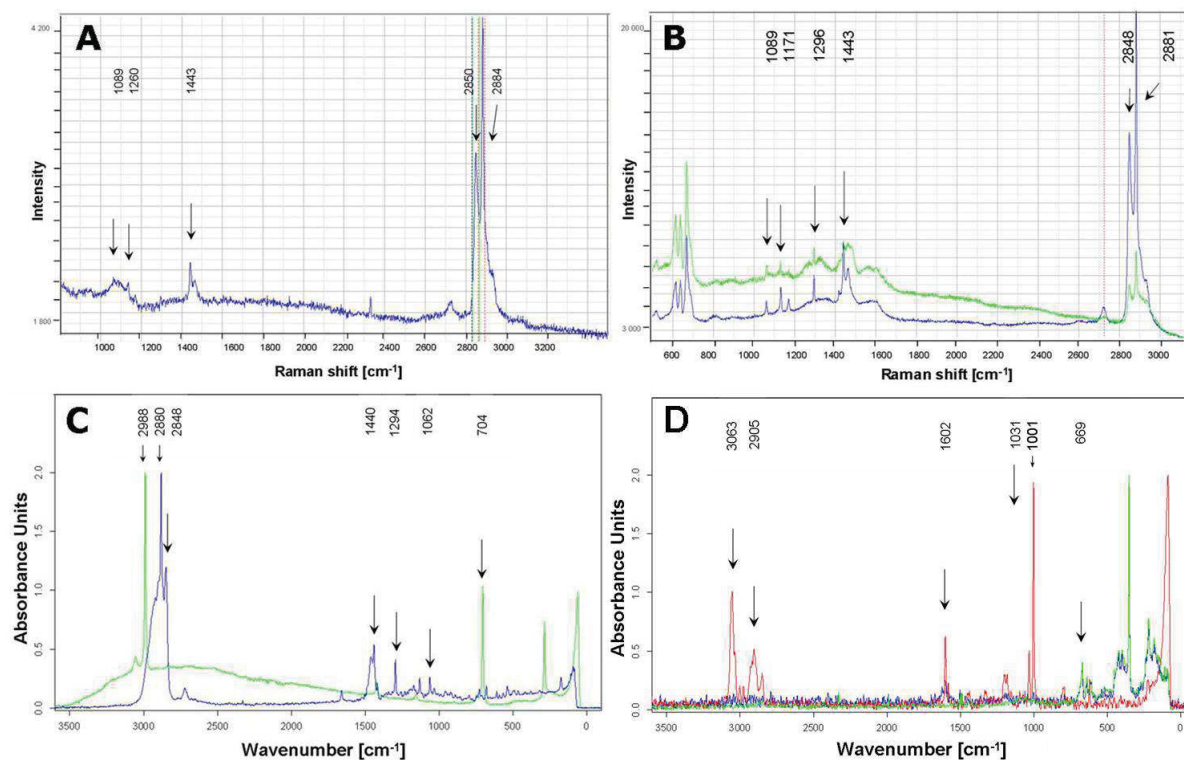 A
4 200
1089
1260
1443
2850
2884
Intensity
1 800
1000 1200 1400 1600 1800 2000 2200 2400 2600 2800 3000 3200
Raman shift [cm-1]
B
20 000
1089
1171
1296
1443
2848
2881
Intensity
3 000
600 800 1000 1200 1400 1600 1800 2000 2200 2400 2600 2800 3000
Raman shift [cm-1]
C
2988
2880
2848
1440
1294
1062
704
Absorbance Units
2.0
1.5
1.0
0.5
0.0
3500 3000 2500 2000 1500 1000 500 0
Wavenumber [cm-1]
D
3063
2905
1602
1031
1001
669
Absorbance Units
2.0
1.5
1.0
0.5
0.0
3500 3000 2500 2000 1500 1000 500 0
Wavenumber [cm-1]